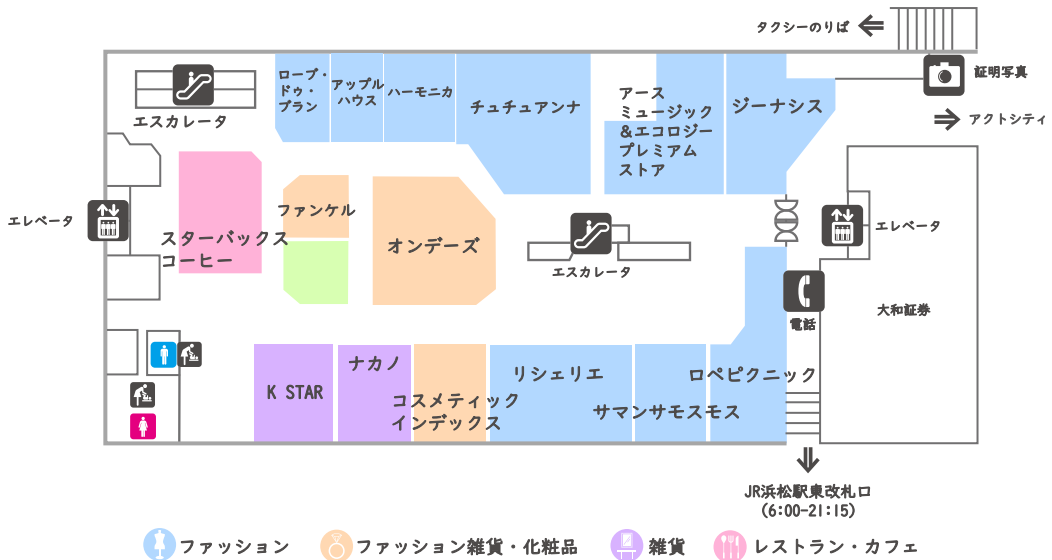 タクシーのりば
証明写真
アクトシティ
ローブ・
ドゥ・
ブラン
アップル
ハウス
ハーモニカ
チュチュアンナ
アース
ミュージック
&エコロジー
プレミアム
ストア
ジーナシス
エスカレータ
エレベータ
スターバックス
コーヒー
ファンケル
オンデーズ
エスカレータ
エレベータ
電話
大和証券
K STAR
ナカノ
コスメティック
インデックス
リシェリエ
サマンサモスモス
ロペピクニック
JR浜松駅東改札口
(6:00-21:15)
ファッション
ファッション雑貨・化粧品
雑貨
レストラン・カフェ